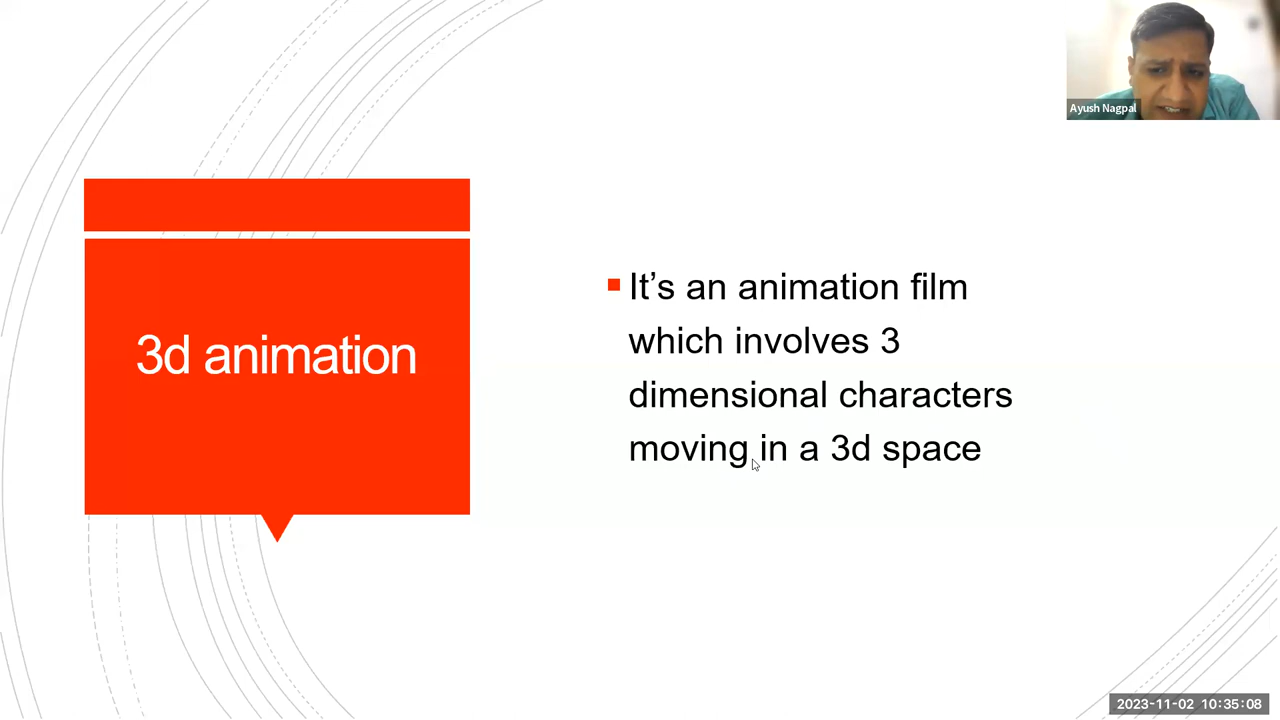 Ayush Nagpal
3d animation
It’s an animation film
which involves 3
dimensional characters
moving in a 3d space
2023-11-02 10:35:08